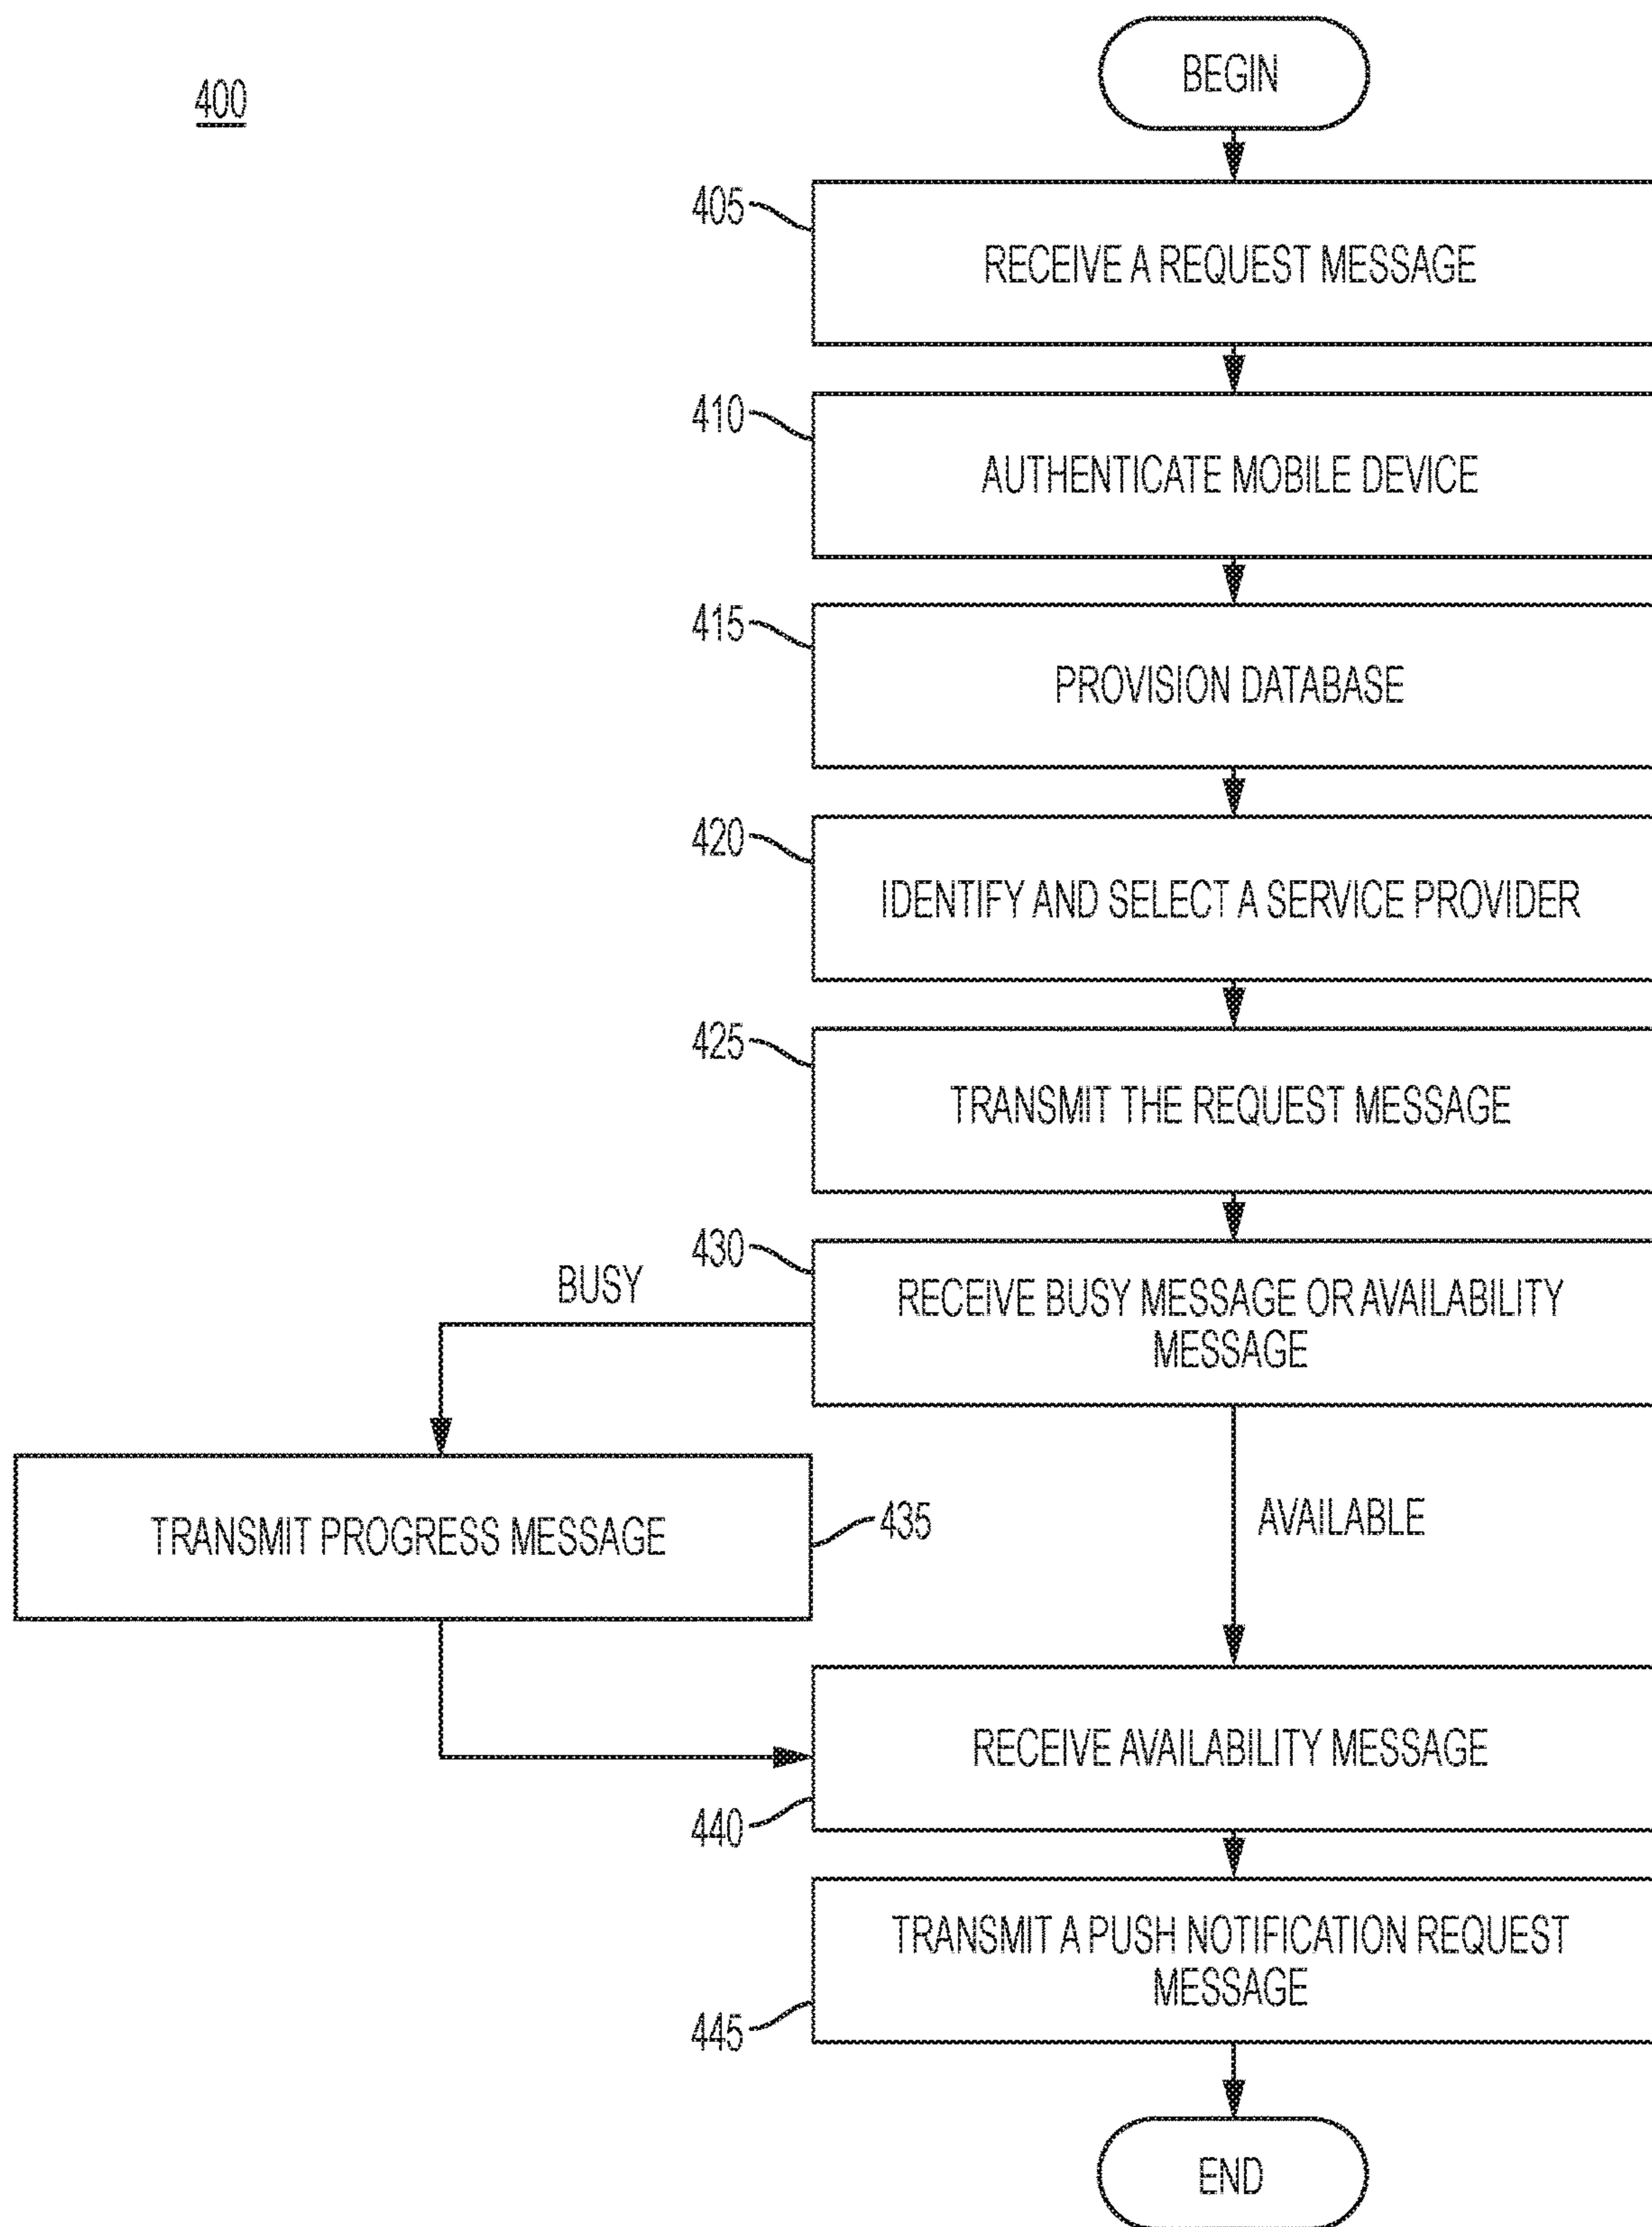 400
BEGIN
405
RECEIVE A REQUEST MESSAGE
410
AUTHENTICATE MOBILE DEVICE
415
PROVISION DATABASE
420
IDENTIFY AND SELECT A SERVICE PROVIDER
425
TRANSMIT THE REQUEST MESSAGE
430
RECEIVE BUSY MESSAGE OR AVAILABILITY
MESSAGE
BUSY
TRANSMIT PROGRESS MESSAGE
435
AVAILABLE
RECEIVE AVAILABILITY MESSAGE
440
TRANSMIT A PUSH NOTIFICATION REQUEST
MESSAGE
445
END